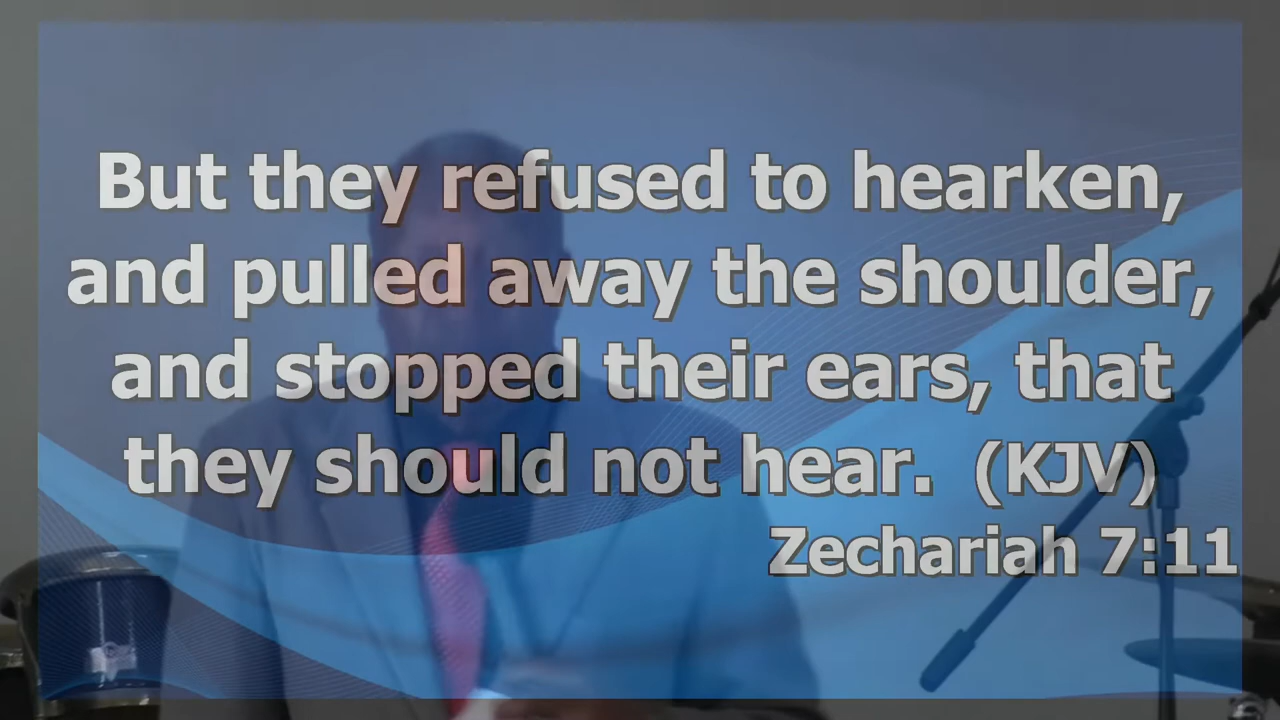 But they refused to hearken,
and pulled away the shoulder,
and stopped their ears, that
they should not hear.  (KJV)
Zechariah 7:11